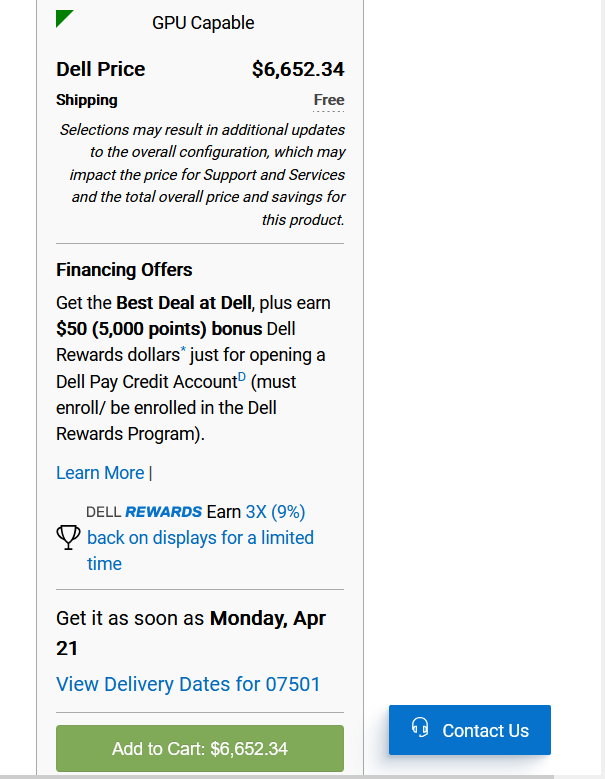 GPU Capable
Dell Price $6,652.34
Shipping Free
Selections may result in additional updates
to the overall configuration, which may
impact the price for Support and Services
and the total overall price and savings for
this product.
Financing Offers
Get the Best Deal at Dell, plus earn
$50 (5,000 points) bonus Dell
Rewards dollars* just for opening a
Dell Pay Credit AccountD (must
enroll/ be enrolled in the Dell
Rewards Program).
Learn More |
DELL REWARDS Earn 3X (9%)
back on displays for a limited
time
Get it as soon as Monday, Apr
21
View Delivery Dates for 07501
Add to Cart: $6,652.34
Contact Us